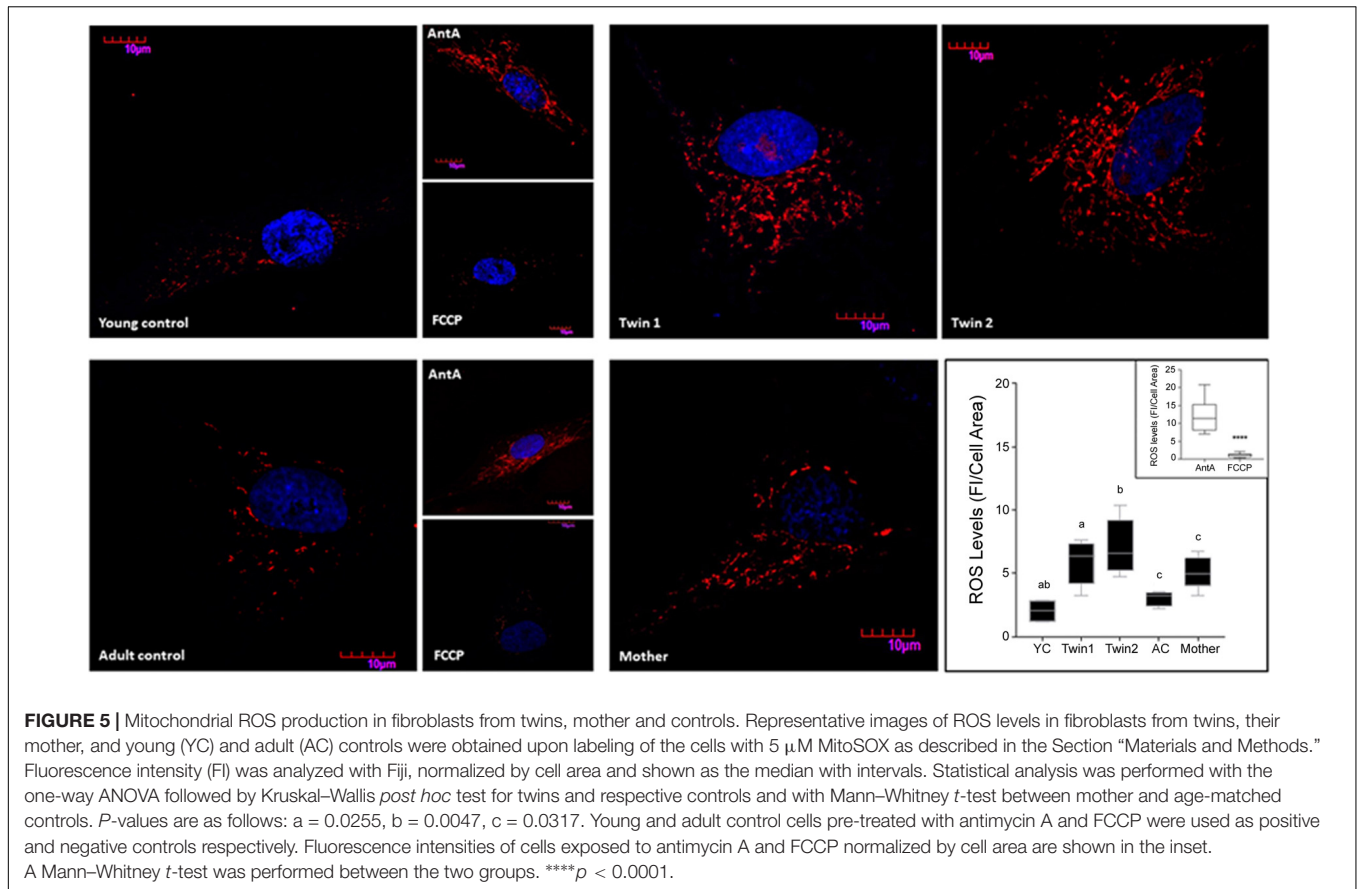 10µm
Young control
AntA
10µm
FCCP
10µm
Twin 1
10µm
10µm
Twin 2
Adult control
10µm
AntA
10µm
FCCP
10µm
Mother
10µm
ROS Levels (FI/Cell Area)
20
15
10
5
0
ab
a
b
c
c
YC Twin1 Twin2 AC Mother
ROS levels (FI/Cell Area)
25
20
15
10
5
0
****
AntA FCCP
FIGURE 5 | Mitochondrial ROS production in fibroblasts from twins, mother and controls. Representative images of ROS levels in fibroblasts from twins, their
mother, and young (YC) and adult (AC) controls were obtained upon labeling of the cells with 5 µM MitoSOX as described in the Section “Materials and Methods.”
Fluorescence intensity (FI) was analyzed with Fiji, normalized by cell area and shown as the median with intervals. Statistical analysis was performed with the
one-way ANOVA followed by Kruskal–Wallis post hoc test for twins and respective controls and with Mann–Whitney t-test between mother and age-matched
controls. P-values are as follows: a = 0.0255, b = 0.0047, c = 0.0317. Young and adult control cells pre-treated with antimycin A and FCCP were used as positive
and negative controls respectively. Fluorescence intensities of cells exposed to antimycin A and FCCP normalized by cell area are shown in the inset.
A Mann–Whitney t-test was performed between the two groups. ****p < 0.0001.